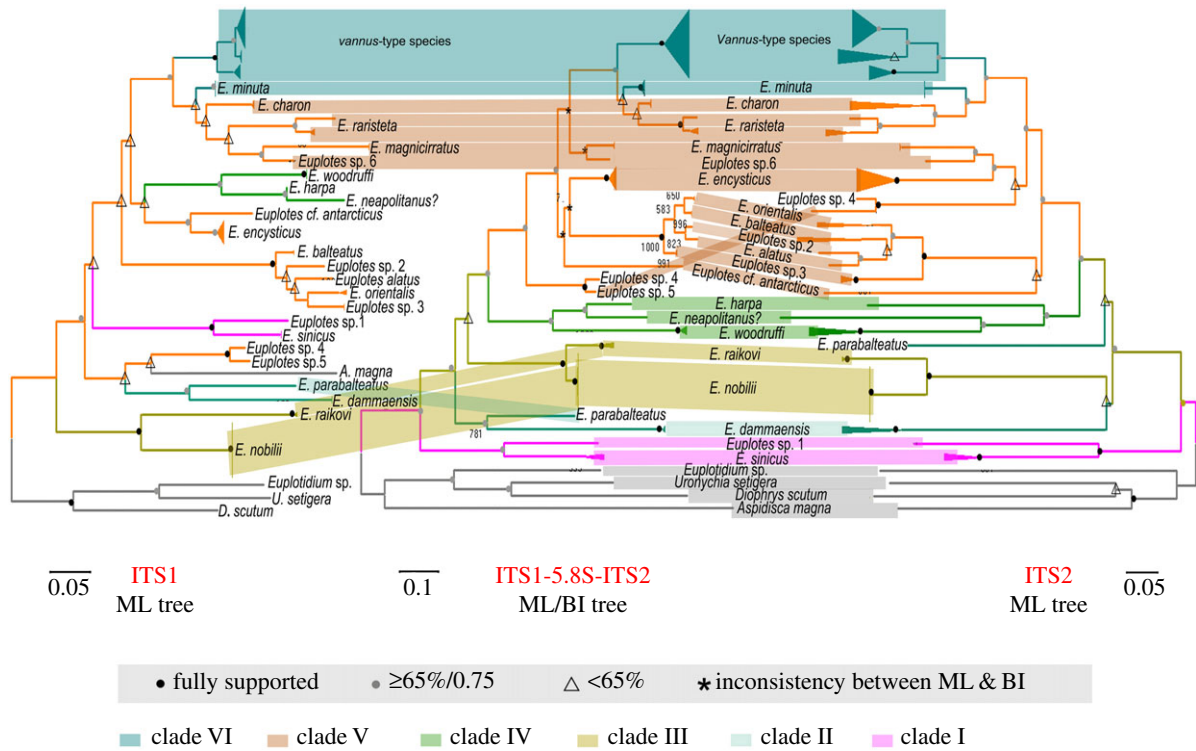 vannus-type species
Vannus-type species
E. minuta
E. minuta
E. charon
E. charon
E. raristeta
E. raristeta
E. magnicirratus
E. magnicirratus
Euplotes sp. 6
Euplotes sp.6
E. woodruffi
E. encysticus
E. harpa
E. neapolitanus?
Euplotes sp. 4
650
E. orientalis
583
Euplotes cf. antarcticus
E. balteatus
996
E. encysticus
Euplotes sp.2
1000
823
E. alatus
E. balteatus
991
Euplotes sp.3
Euplotes sp. 2
Euplotes cf. antarcticus
Euplotes alatus
Euplotes sp. 4
E. orientalis
Euplotes sp. 5
Euplotes sp. 3
E. harpa
Euplotes sp.1
E. neapolitanus?
E. sinicus
E. woodruffi
Euplotes sp. 4
E. parabalteatus
Euplotes sp.5
E. raikovi
A. magna
E. parabalteatus
E. nobilii
E. dammaensis
E. raikovi
E. parabalteatus
781
E. dammaensis
E. nobilii
Euplotes sp. 1
E. sinicus
Euplotidium sp.
Euplotidium sp.
Uronychia setigera
U. setigera
Diophrys scutum
D. scutum
Aspidisca magna
0.05 ITS1
ML tree
0.1 ITS1-5.8S-ITS2
ML/BI tree
ITS2 0.05
ML tree
fully supported ≥65%/0.75 <65% inconsistency between ML & BI
clade VI clade V clade IV clade III clade II clade I